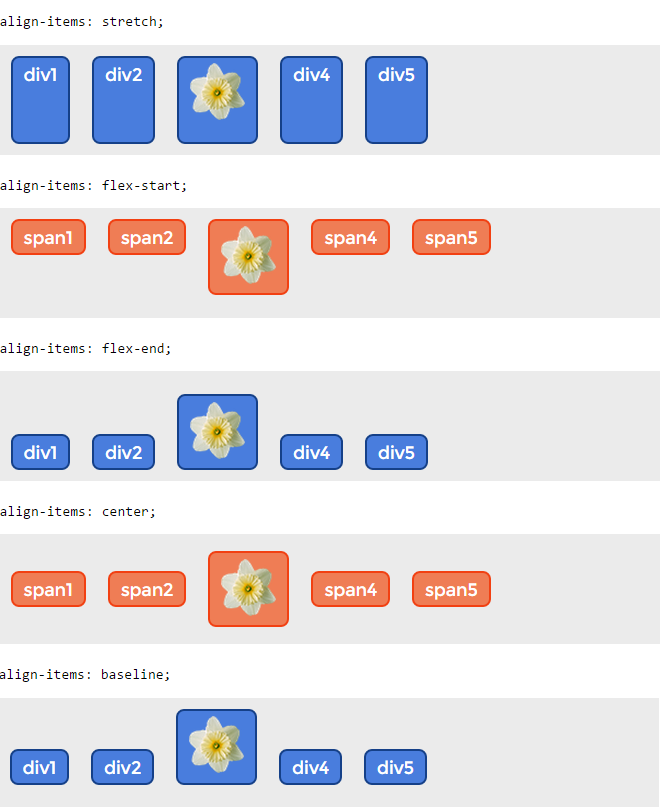 align-items: stretch;
div1 div2 div4 div5
align-items: flex-start;
span1 span2 span4 span5
align-items: flex-end;
div1 div2 div4 div5
align-items: center;
span1 span2 span4 span5
align-items: baseline;
div1 div2 div4 div5